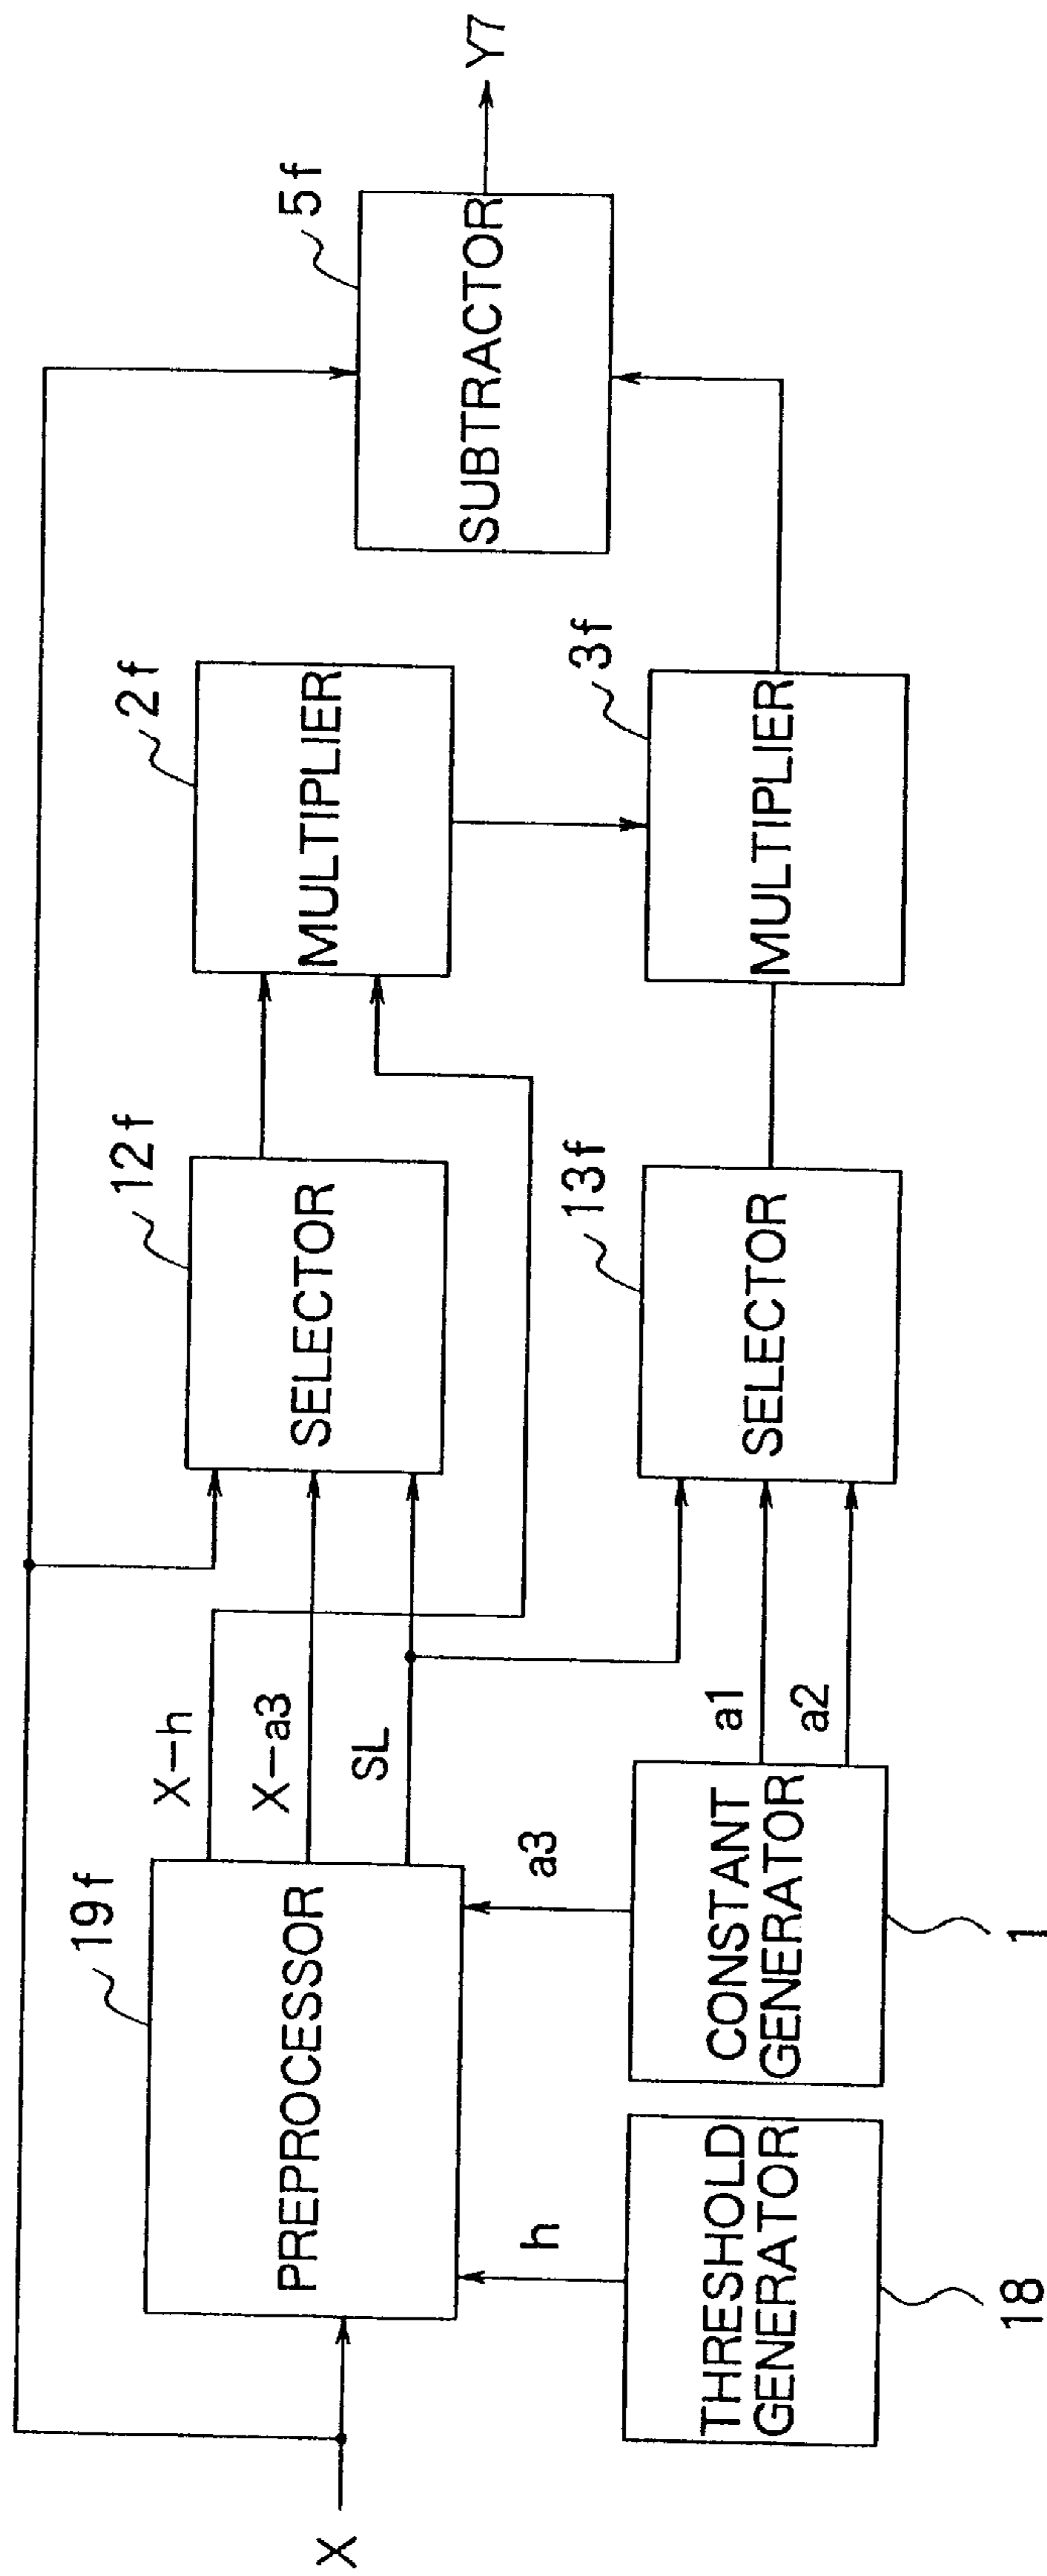 X
19f
PREPROCESSOR
X-h
X-a3
SL
12f
SELECTOR
2f
MULTIPLIER
5f
SUBTRACTOR
Y7
h
a3
THRESHOLD
GENERATOR
18
CONSTANT
GENERATOR
1
a1
a2
13f
SELECTOR
3f
MULTIPLIER